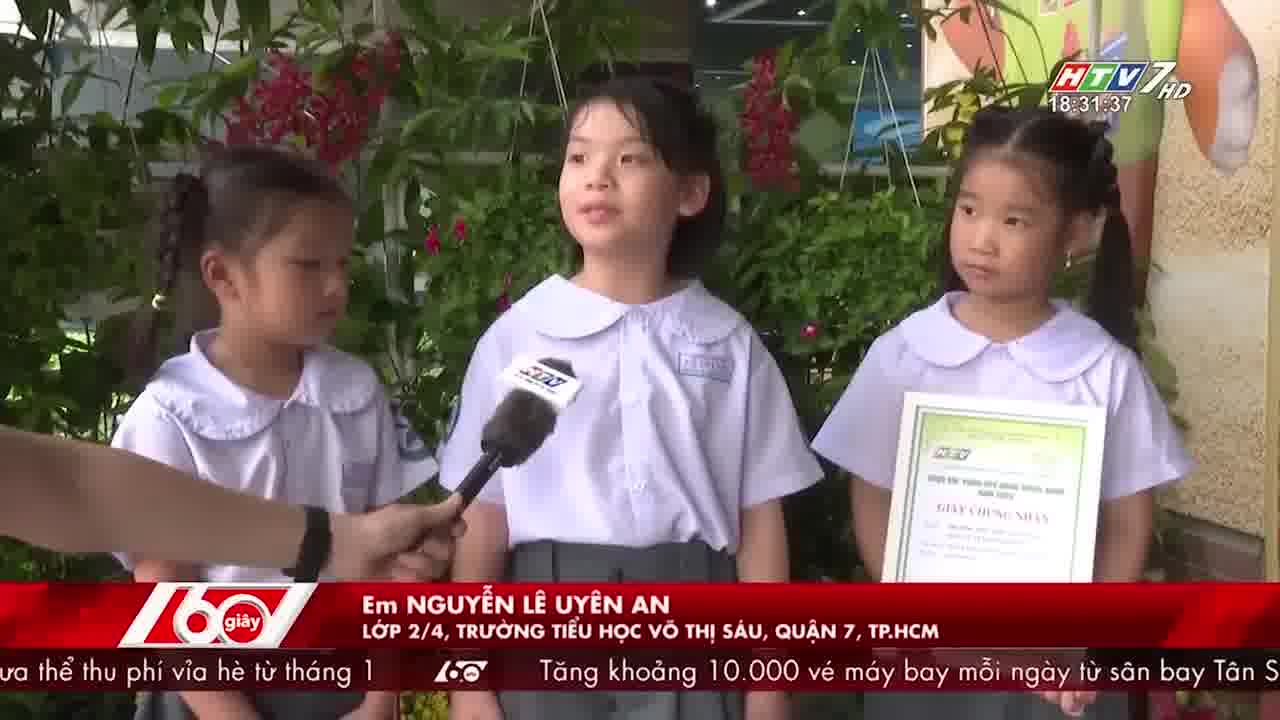 HTV7 HD
18:31:37
HTV
HTV
GIẤY CHỨNG NHẬN
60 giây
Em NGUYỄN LÊ UYÊN AN
LỚP 2/4, TRƯỜNG TIỂU HỌC VÕ THỊ SÁU, QUẬN 7, TP.HCM
ưa thể thu phí vỉa hè từ tháng 1 60 giây Tăng khoảng 10.000 vé máy bay mỗi ngày từ sân bay Tân S